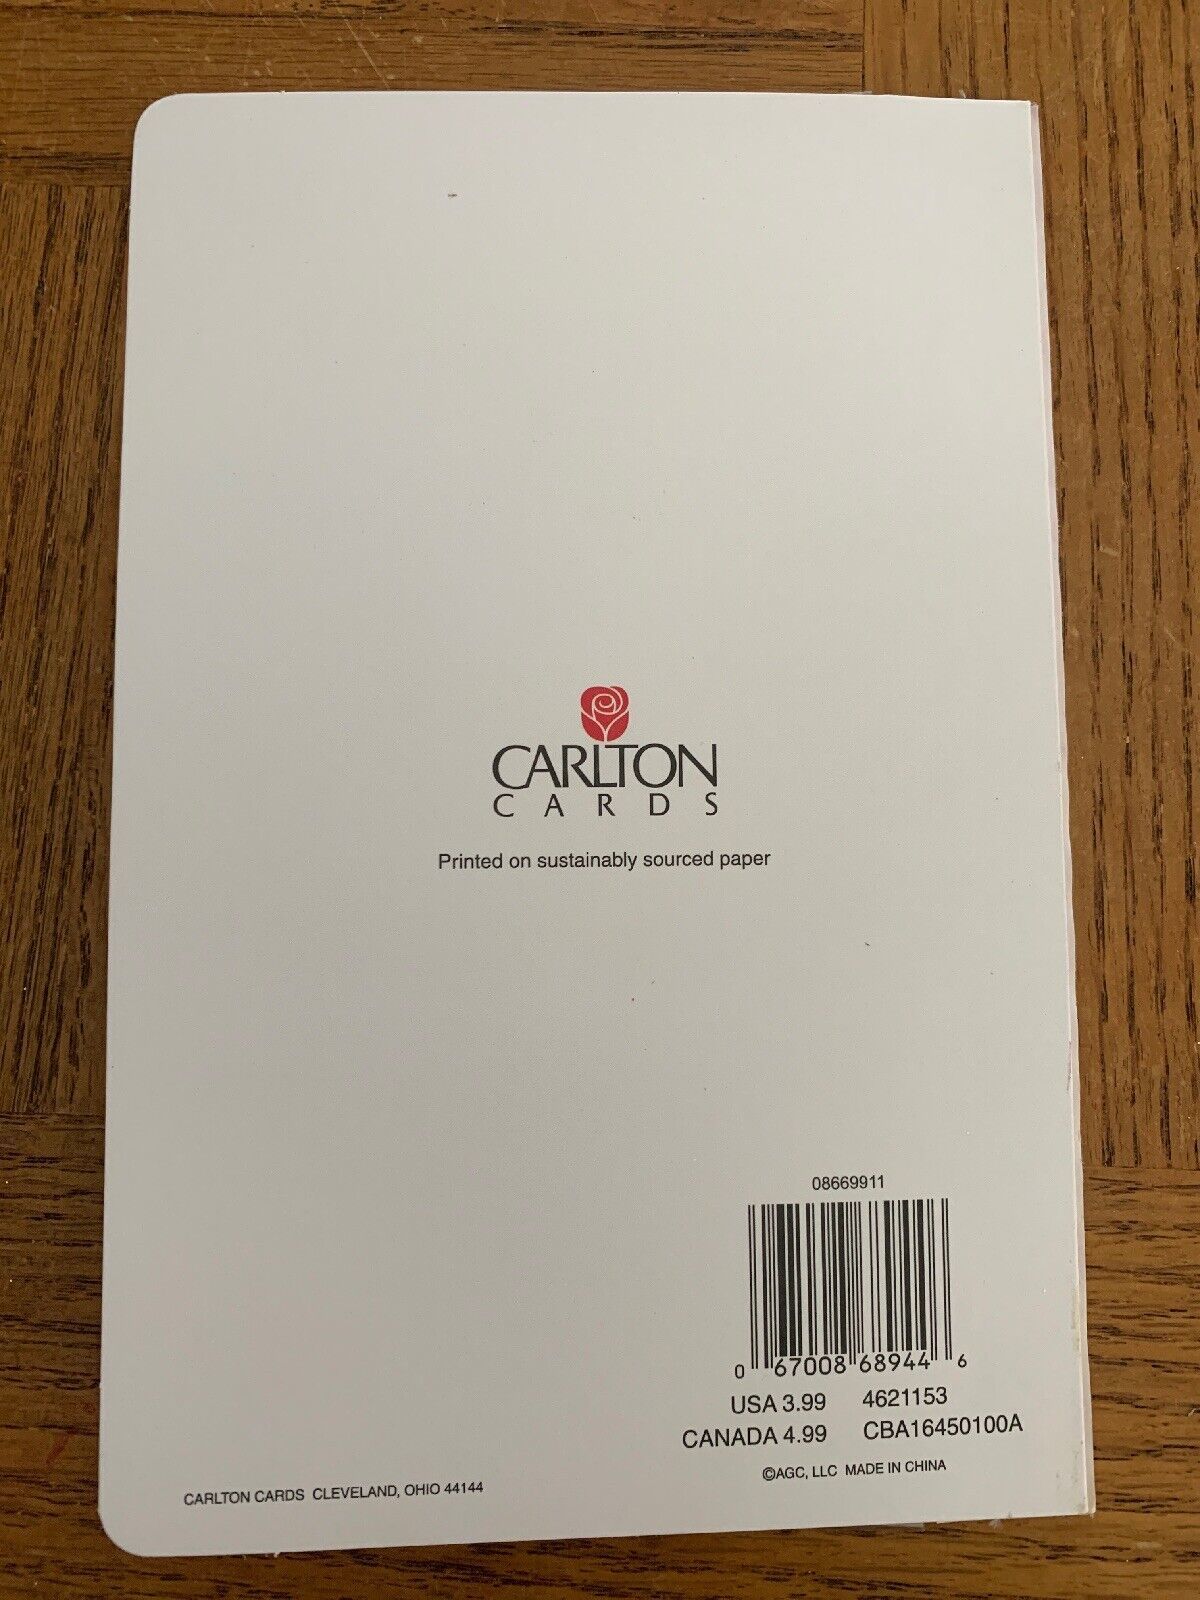 CARLTON
CARDS
Printed on sustainably sourced paper
08669911
0 67008 68944 6
USA 3.99 4621153
CANADA 4.99 CBA16450100A
©AGC, LLC MADE IN CHINA
CARLTON CARDS CLEVELAND, OHIO 44144